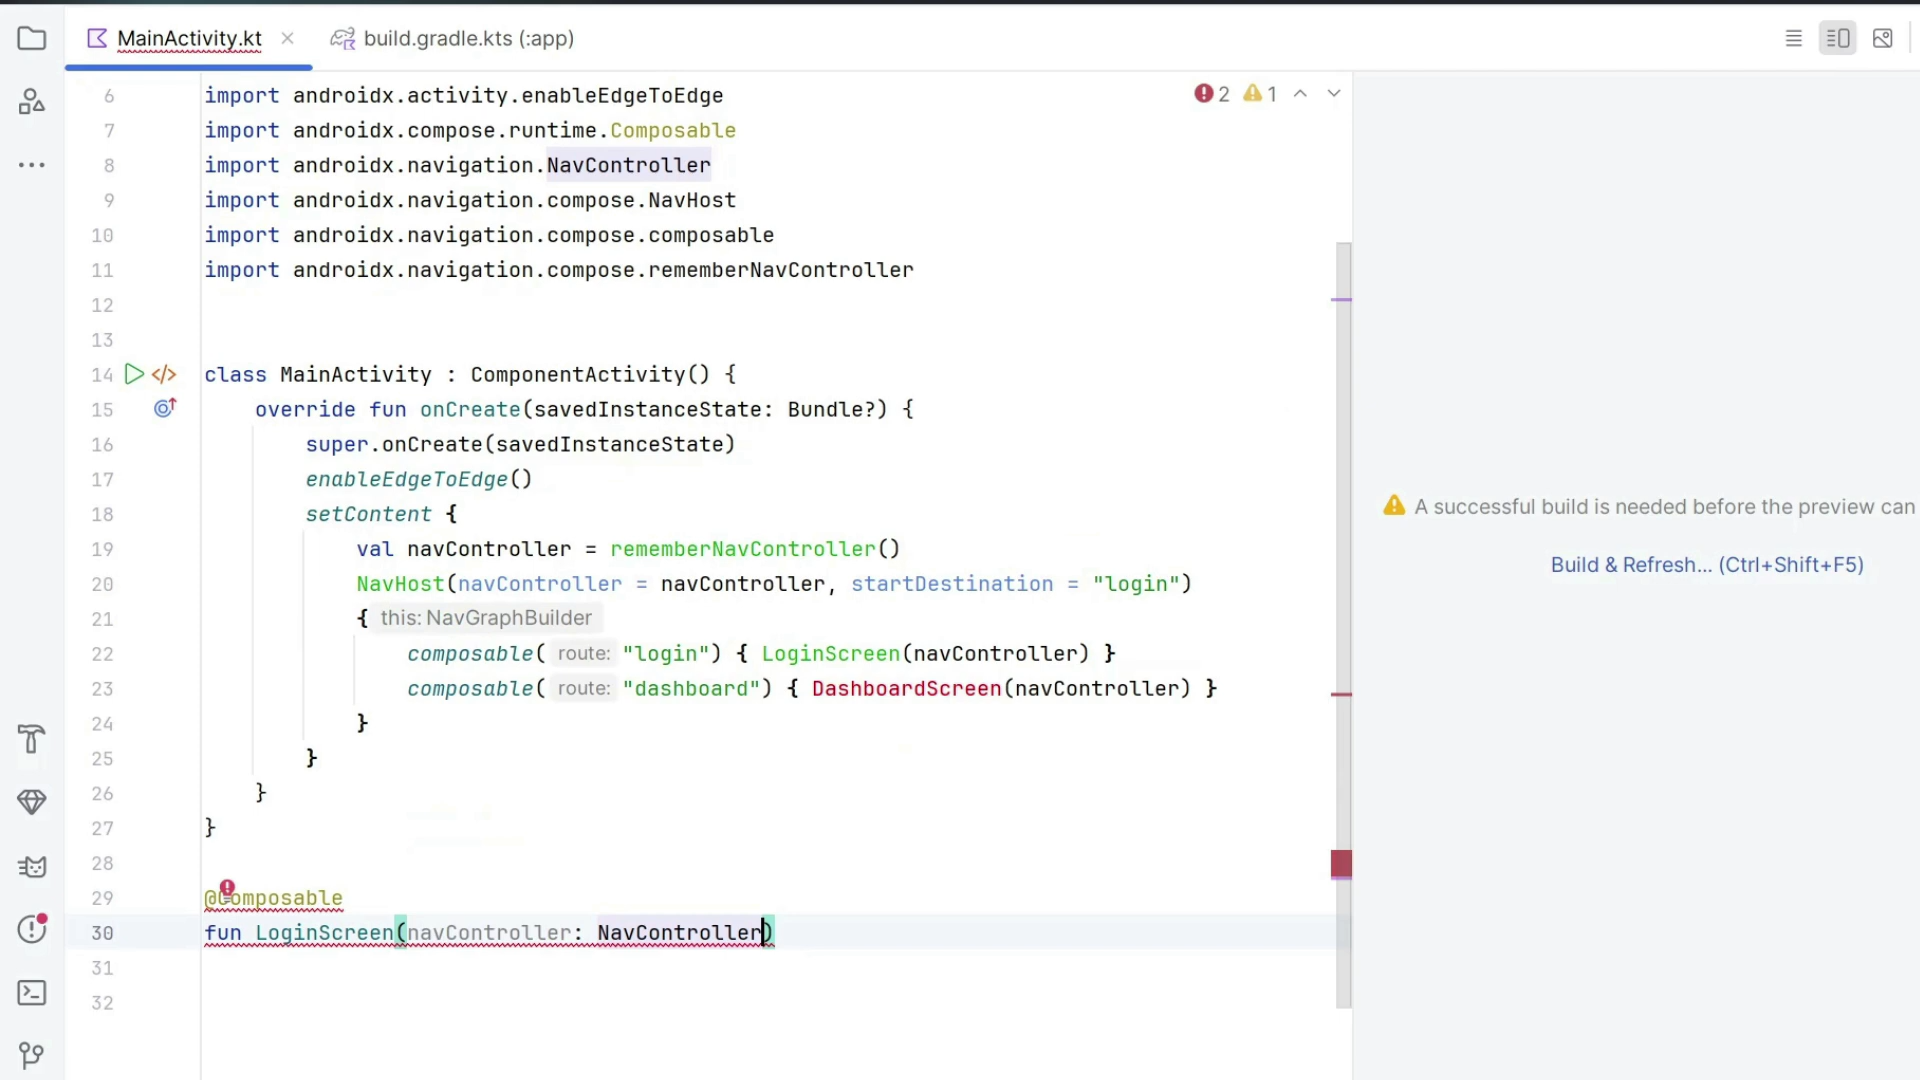 MainActivity.kt
build.gradle.kts (:app)
2 1
6 import androidx.activity.enableEdgeToEdge
7 import androidx.compose.runtime.Composable
8 import androidx.navigation.NavController
9 import androidx.navigation.compose.NavHost
10 import androidx.navigation.compose.composable
11 import androidx.navigation.compose.rememberNavController
12
13
14 class MainActivity : ComponentActivity() {
15 override fun onCreate(savedInstanceState: Bundle?) {
16 super.onCreate(savedInstanceState)
17 enableEdgeToEdge()
18 setContent {
19 val navController = rememberNavController()
20 NavHost(navController = navController, startDestination = "login")
21 { this: NavGraphBuilder
22 composable( route: "login") { LoginScreen(navController) }
23 composable( route: "dashboard") { DashboardScreen(navController) }
24 }
25 }
26 }
27 }
28
29 @Composable
30 fun LoginScreen(navController: NavController)
31
32
A successful build is needed before the preview can
Build & Refresh... (Ctrl+Shift+F5)